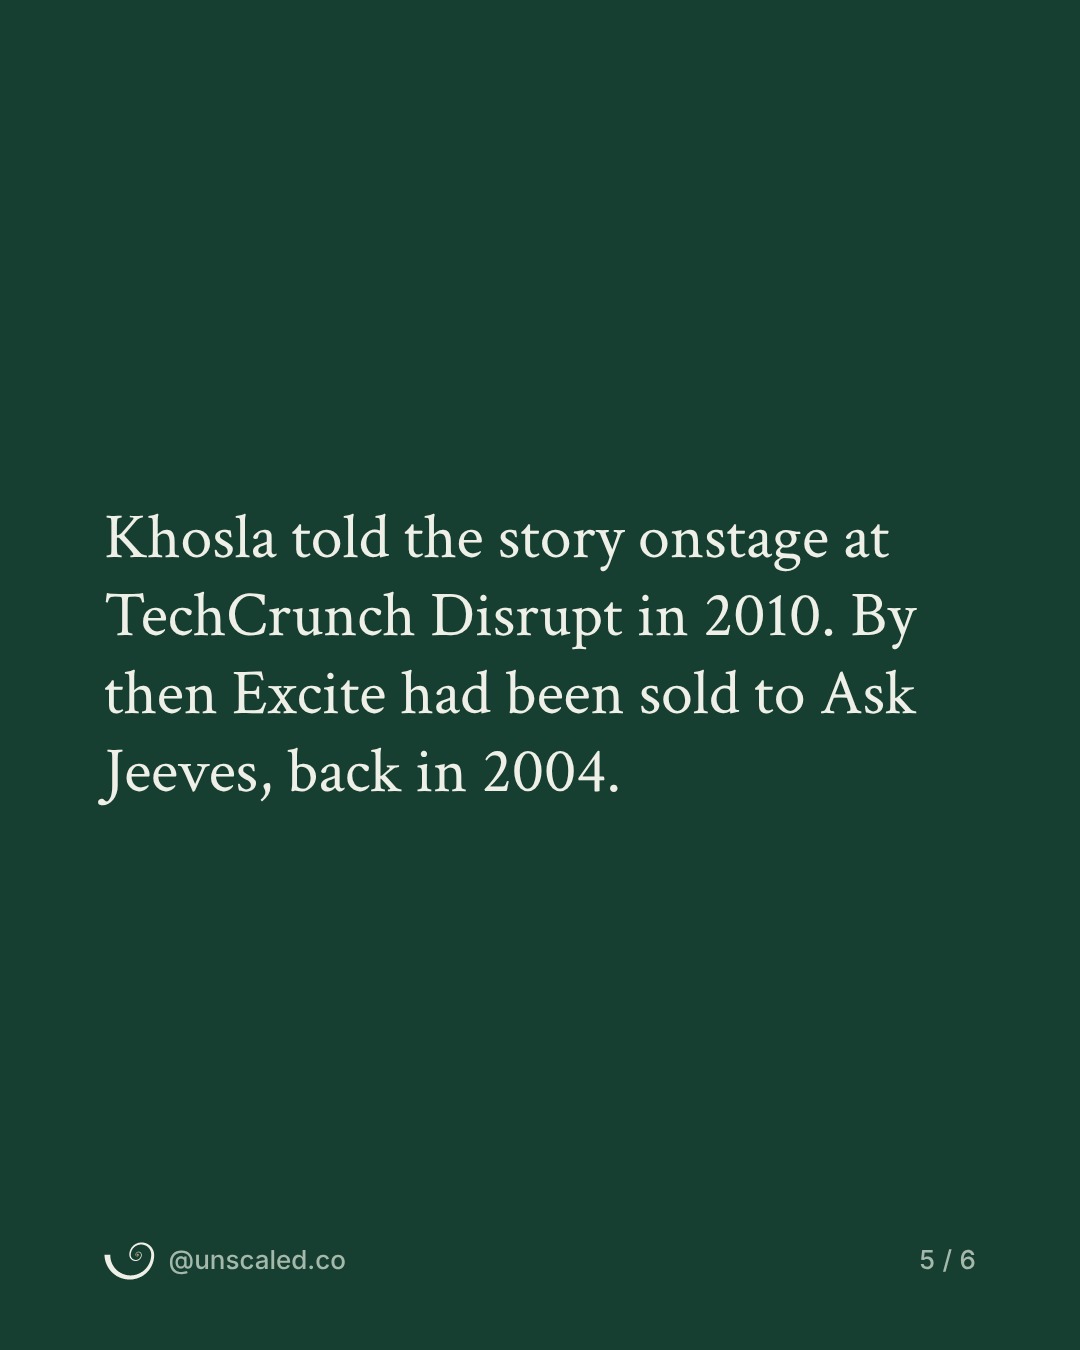 Khosla told the story onstage at
TechCrunch Disrupt in 2010. By
then Excite had been sold to Ask
Jeeves, back in 2004.
@unscaled.co
5 / 6